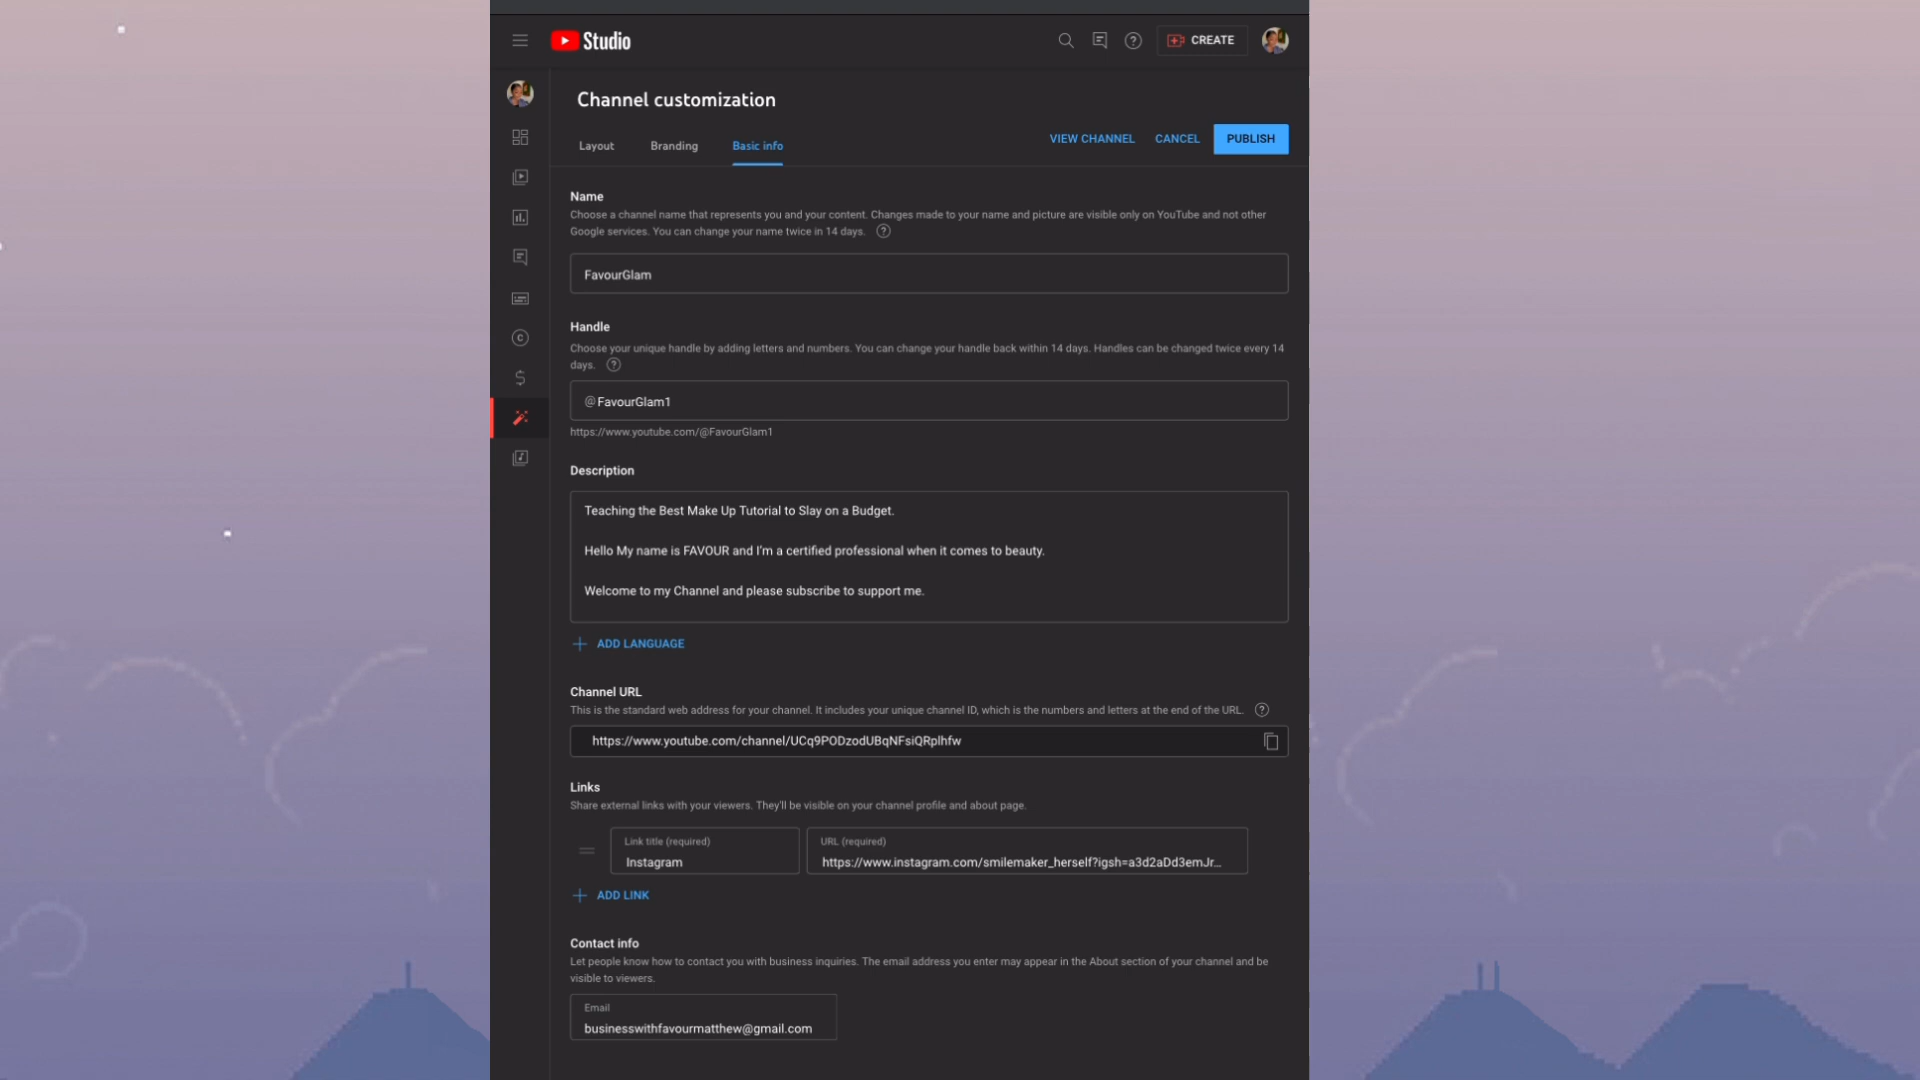 Studio
CREATE
Channel customization
Layout Branding Basic info
VIEW CHANNEL CANCEL PUBLISH
Name
Choose a channel name that represents you and your content. Changes made to your name and picture are visible only on YouTube and not other
Google services. You can change your name twice in 14 days.
FavourGlam
Handle
Choose your unique handle by adding letters and numbers. You can change your handle back within 14 days. Handles can be changed twice every 14
days.
@FavourGlam1
https://www.youtube.com/@FavourGlam1
Description
Teaching the Best Make Up Tutorial to Slay on a Budget.
Hello My name is FAVOUR and I'm a certified professional when it comes to beauty.
Welcome to my Channel and please subscribe to support me.
ADD LANGUAGE
Channel URL
This is the standard web address for your channel. It includes your unique channel ID, which is the numbers and letters at the end of the URL.
https://www.youtube.com/channel/UCq9PODzodUBqNFsiQRplhfw
Links
Share external links with your viewers. They'll be visible on your channel profile and about page.
Link title (required)
Instagram
URL (required)
https://www.instagram.com/smilemaker_herself?igsh=a3d2aDd3emJr...
ADD LINK
Contact info
Let people know how to contact you with business inquiries. The email address you enter may appear in the About section of your channel and be
visible to viewers.
Email
businesswithfavourmatthew@gmail.com